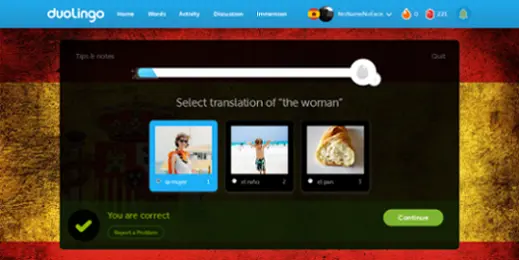 duolingo
Home Words Activity Discussion Immersion NoNameNoFace 0 221
Tips & notes Quit
Select translation of "the woman"
la mujer 1 el niño 2 el pan 3
You are correct
Continue
Report a Problem